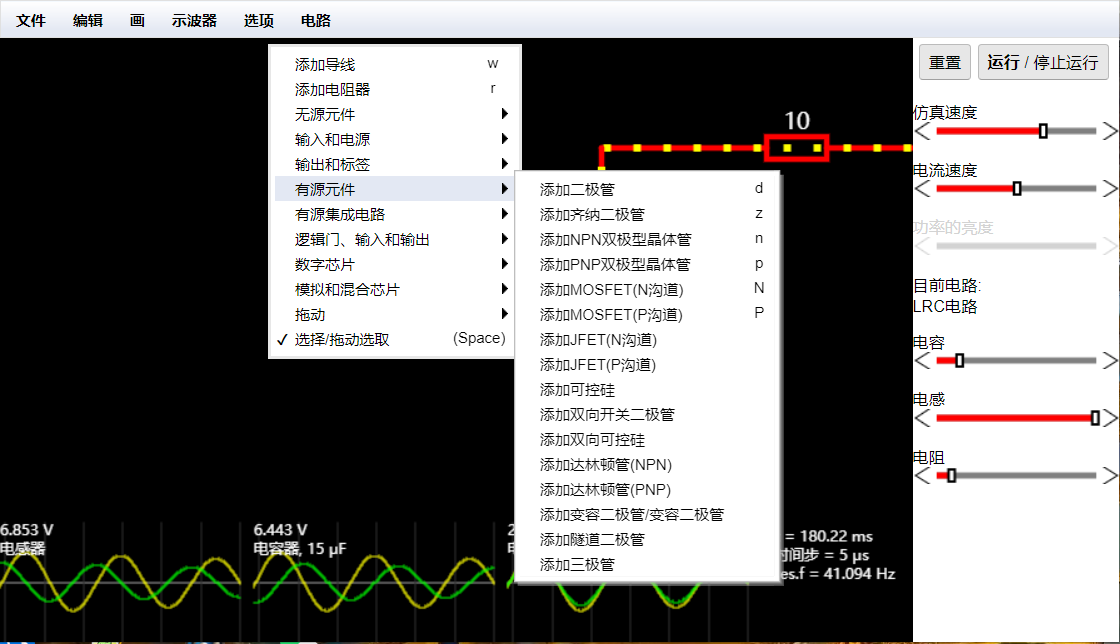 文件 编辑 画 示波器 选项 电路
重置 运行 / 停止运行
添加导线 w
添加电阻器 r
无源元件
输入和电源
输出和标签
有源元件
有源集成电路
逻辑门、输入和输出
数字芯片
模拟和混合芯片
拖动
✓ 选择/拖动选取 (Space)
添加二极管 d
添加齐纳二极管 z
添加NPN双极型晶体管 n
添加PNP双极型晶体管 p
添加MOSFET(N沟道) N
添加MOSFET(P沟道) P
添加JFET(N沟道)
添加JFET(P沟道)
添加可控硅
添加双向开关二极管
添加双向可控硅
添加达林顿管(NPN)
添加达林顿管(PNP)
添加变容二极管/变容二极管
添加隧道二极管
添加三极管
10
仿真速度
电流速度
功率的亮度
目前电路:
LRC电路
电容
电感
电阻
6.853 V
电感器
6.443 V
电容器, 15 μF
= 180.22 ms
时间步 = 5 μs
es.f = 41.094 Hz